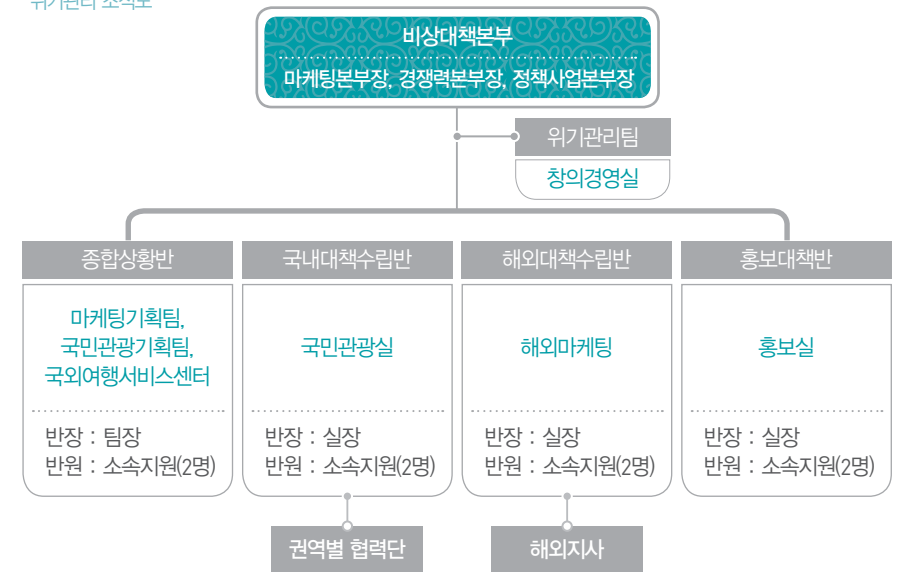 위기관리 조직도
비상대책본부
마케팅본부장, 경쟁력본부장, 정책사업본부장
위기관리팀
창의경영실
종합상황반
마케팅기획팀,
국민관광기획팀,
국외여행서비스센터
반장 : 팀장
반원 : 소속지원(2명)
국내대책수립반
국민관광실
반장 : 실장
반원 : 소속지원(2명)
권역별 협력단
해외대책수립반
해외마케팅
반장 : 실장
반원 : 소속지원(2명)
해외지사
홍보대책반
홍보실
반장 : 실장
반원 : 소속지원(2명)